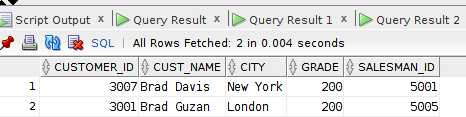 Script Output x Query Result x Query Result 1 x Query Result 2
SQL | All Rows Fetched: 2 in 0.004 seconds
CUSTOMER_ID CUST_NAME CITY GRADE SALESMAN_ID
1 3007 Brad Davis New York 200 5001
2 3001 Brad Guzan London 200 5005